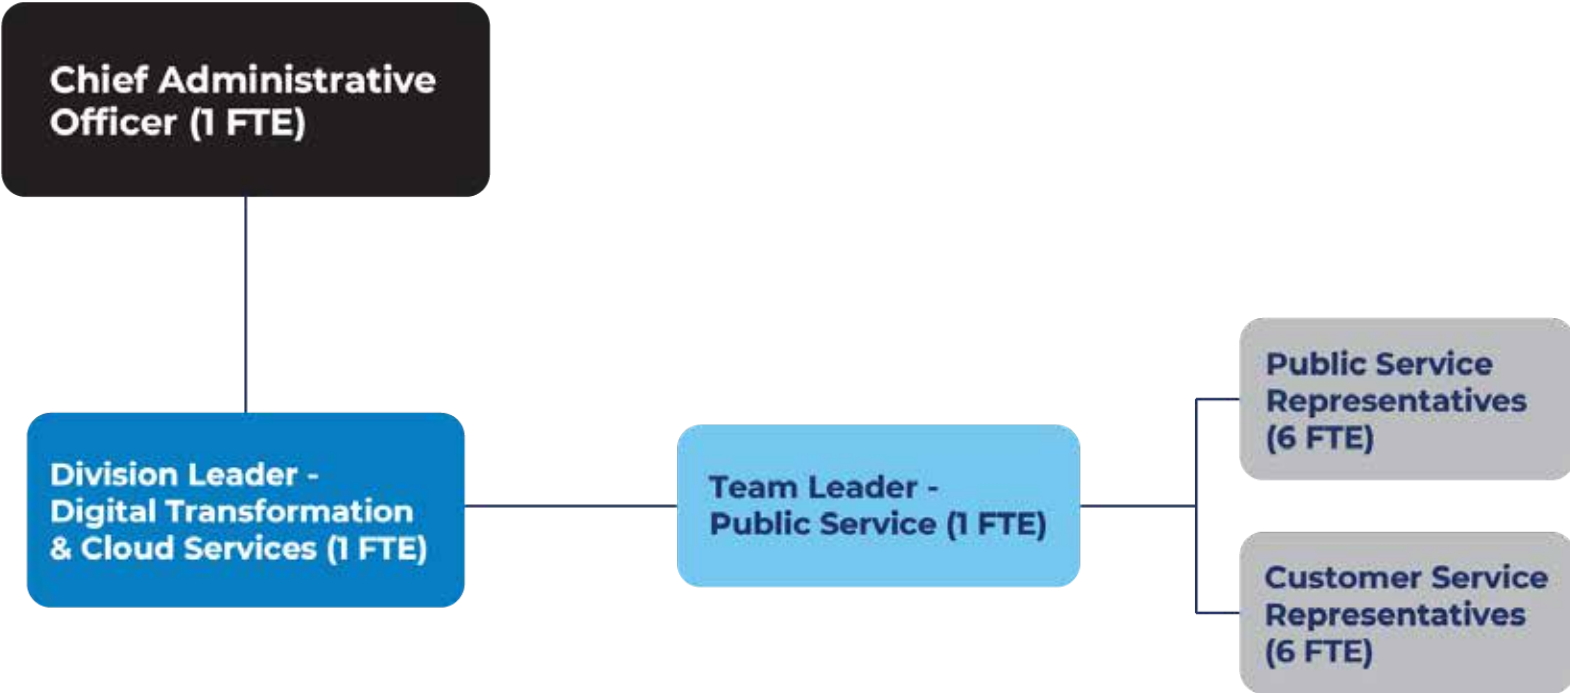 Chief Administrative
Officer (1 FTE)
Division Leader -
Digital Transformation
& Cloud Services (1 FTE)
Team Leader -
Public Service (1 FTE)
Public Service
Representatives
(6 FTE)
Customer Service
Representatives
(6 FTE)